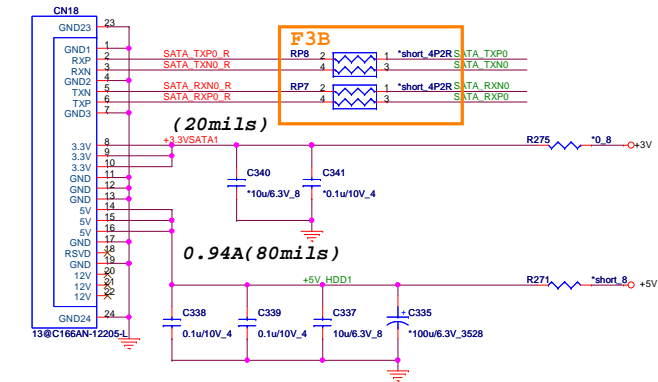 CN18
GND23 23
F3B
GND1 1
RXP 2 SATA_TXP0_R RP8 2 1 *short_4P2R SATA_TXP0
RXN 3 SATA_TXN0_R 4 3 SATA_TXN0
GND2 4
TXN 5 SATA_RXN0_R RP7 2 1 *short_4P2R SATA_RXN0
TXP 6 SATA_RXP0_R 4 3 SATA_RXP0
GND3 7
(20mils)
3.3V 8 +3.3VSATA1 R275 *0_8 +3V
3.3V 9
3.3V 10
GND 11 C340 C341
GND 12
GND 13 *10u/6.3V_8 *0.1u/10V_4
5V 14
5V 15
5V 16
GND 17
RSVD 18 0.94A(80mils)
GND 19
12V 20
12V 21 +5V_HDD1 R271 *short_8 +5V
12V 22
GND24 24 C338 C339 C337 + C335
13@C166AN-12205-L 0.1u/10V_4 0.1u/10V_4 10u/6.3V_8 *100u/6.3V_3528